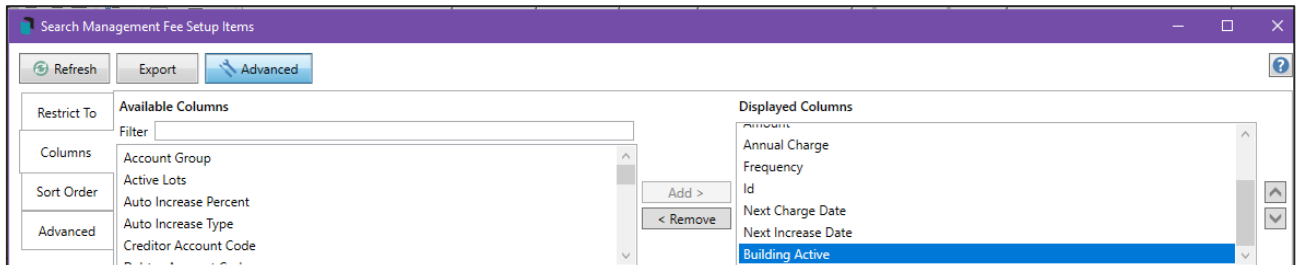 Search Management Fee Setup Items
Refresh Export Advanced
Restrict To
Columns
Sort Order
Advanced
Available Columns
Filter
Account Group
Active Lots
Auto Increase Percent
Auto Increase Type
Creditor Account Code
Add >
< Remove
Displayed Columns
Amount
Annual Charge
Frequency
Id
Next Charge Date
Next Increase Date
Building Active